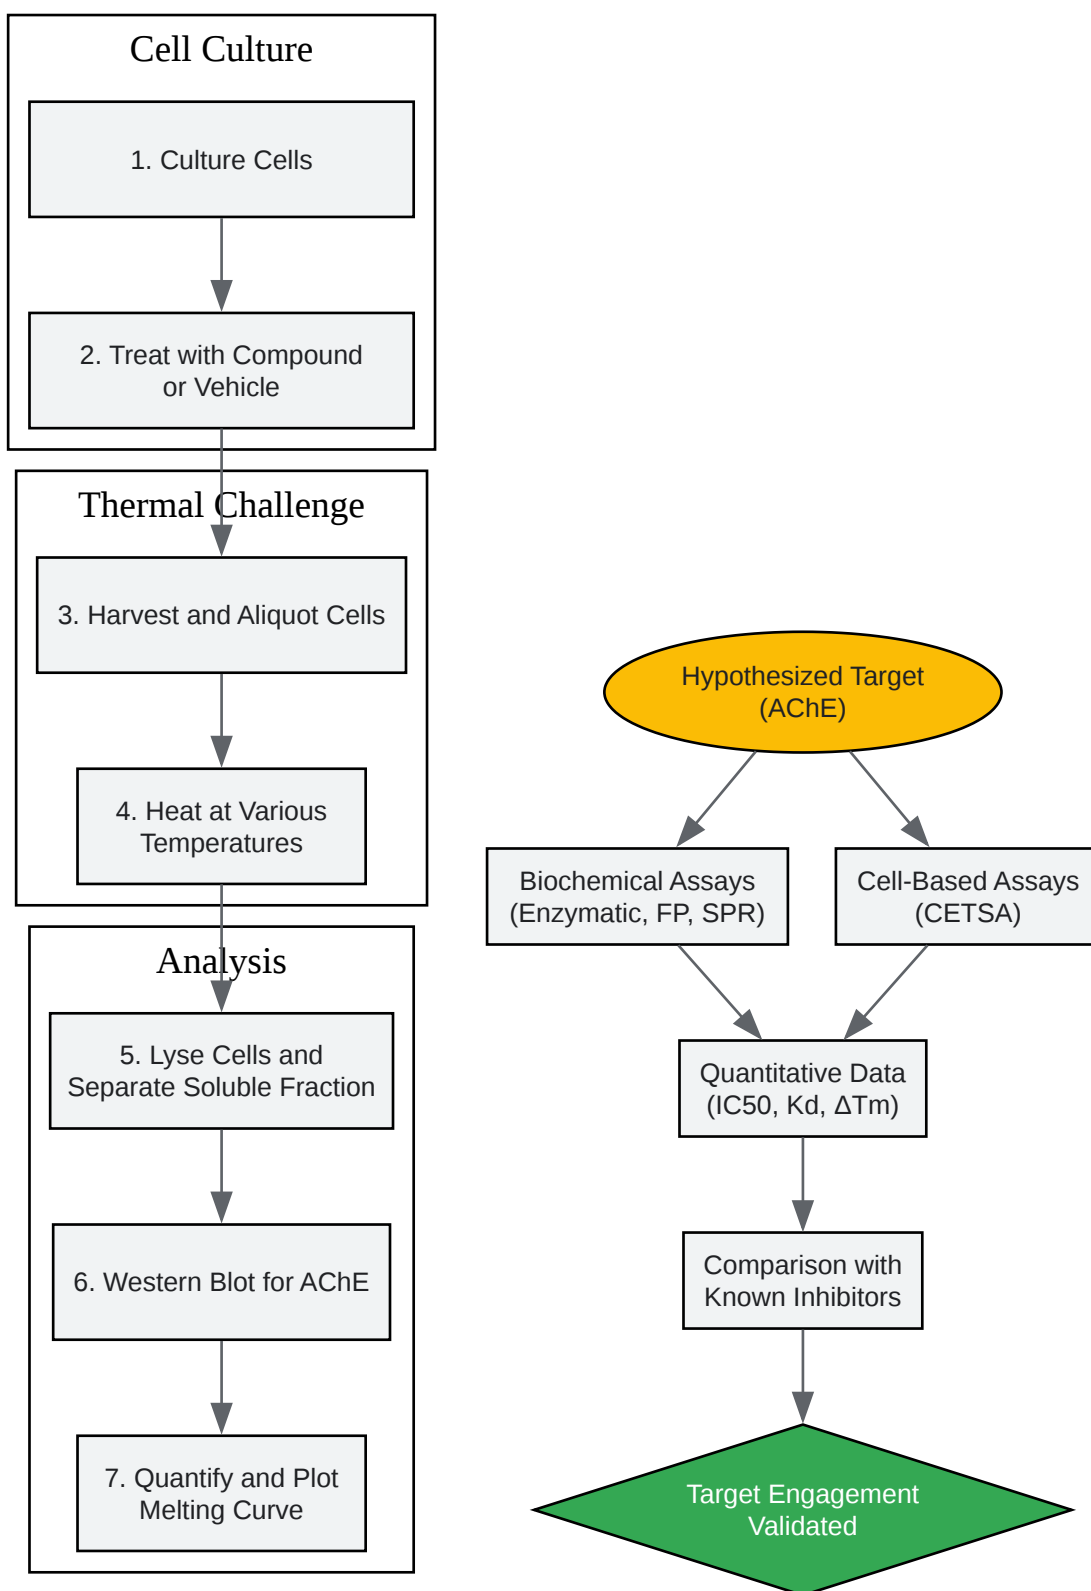 Cell Culture
1. Culture Cells
2. Treat with Compound
or Vehicle
Thermal Challenge
3. Harvest and Aliquot Cells
4. Heat at Various
Temperatures
Analysis
5. Lyse Cells and
Separate Soluble Fraction
6. Western Blot for AChE
7. Quantify and Plot
Melting Curve
Hypothesized Target
(AChE)
Biochemical Assays
(Enzymatic, FP, SPR)
Cell-Based Assays
(CETSA)
Quantitative Data
(IC50, Kd, ΔTm)
Comparison with
Known Inhibitors
Target Engagement
Validated